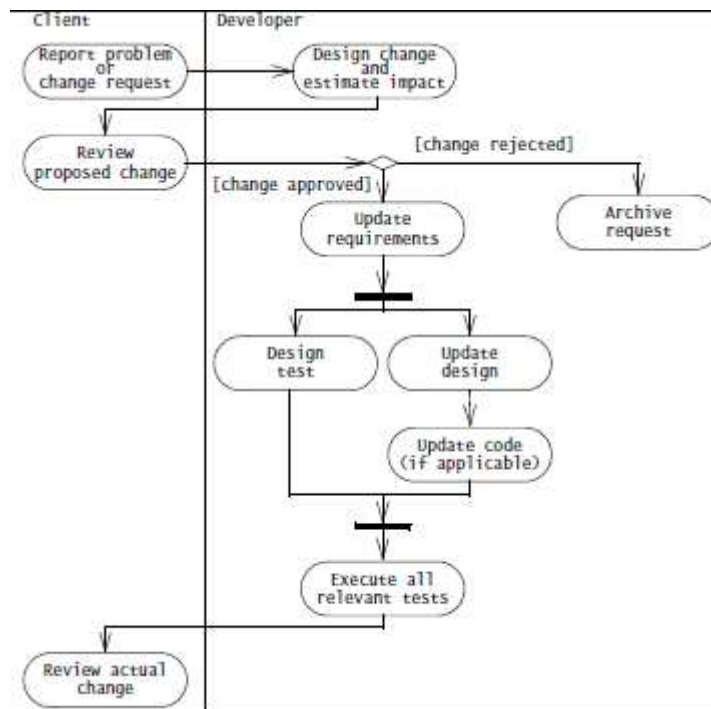 Client
Developer
Report problem
or
change request
Design change
and
estimate impact
Review
proposed change
[change rejected]
[change approved]
Update
requirements
Archive
request
Design
test
Update
design
Update code
(if applicable)
Execute all
relevant tests
Review actual
change